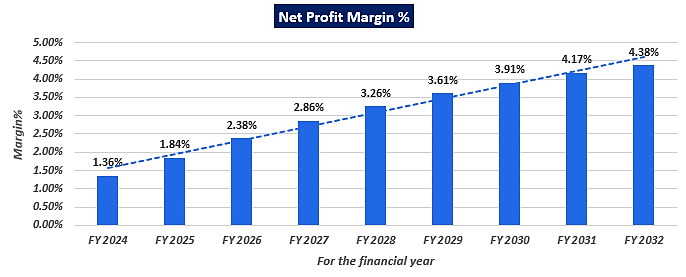 Net Profit Margin %
5.00%
4.50%
4.00%
3.50%
3.00%
2.50%
2.00%
1.50%
1.00%
0.50%
0.00%
Margin%
1.36%
1.84%
2.38%
2.86%
3.26%
3.61%
3.91%
4.17%
4.38%
FY 2024
FY 2025
FY 2026
FY 2027
FY 2028
FY 2029
FY 2030
FY 2031
FY 2032
For the financial year